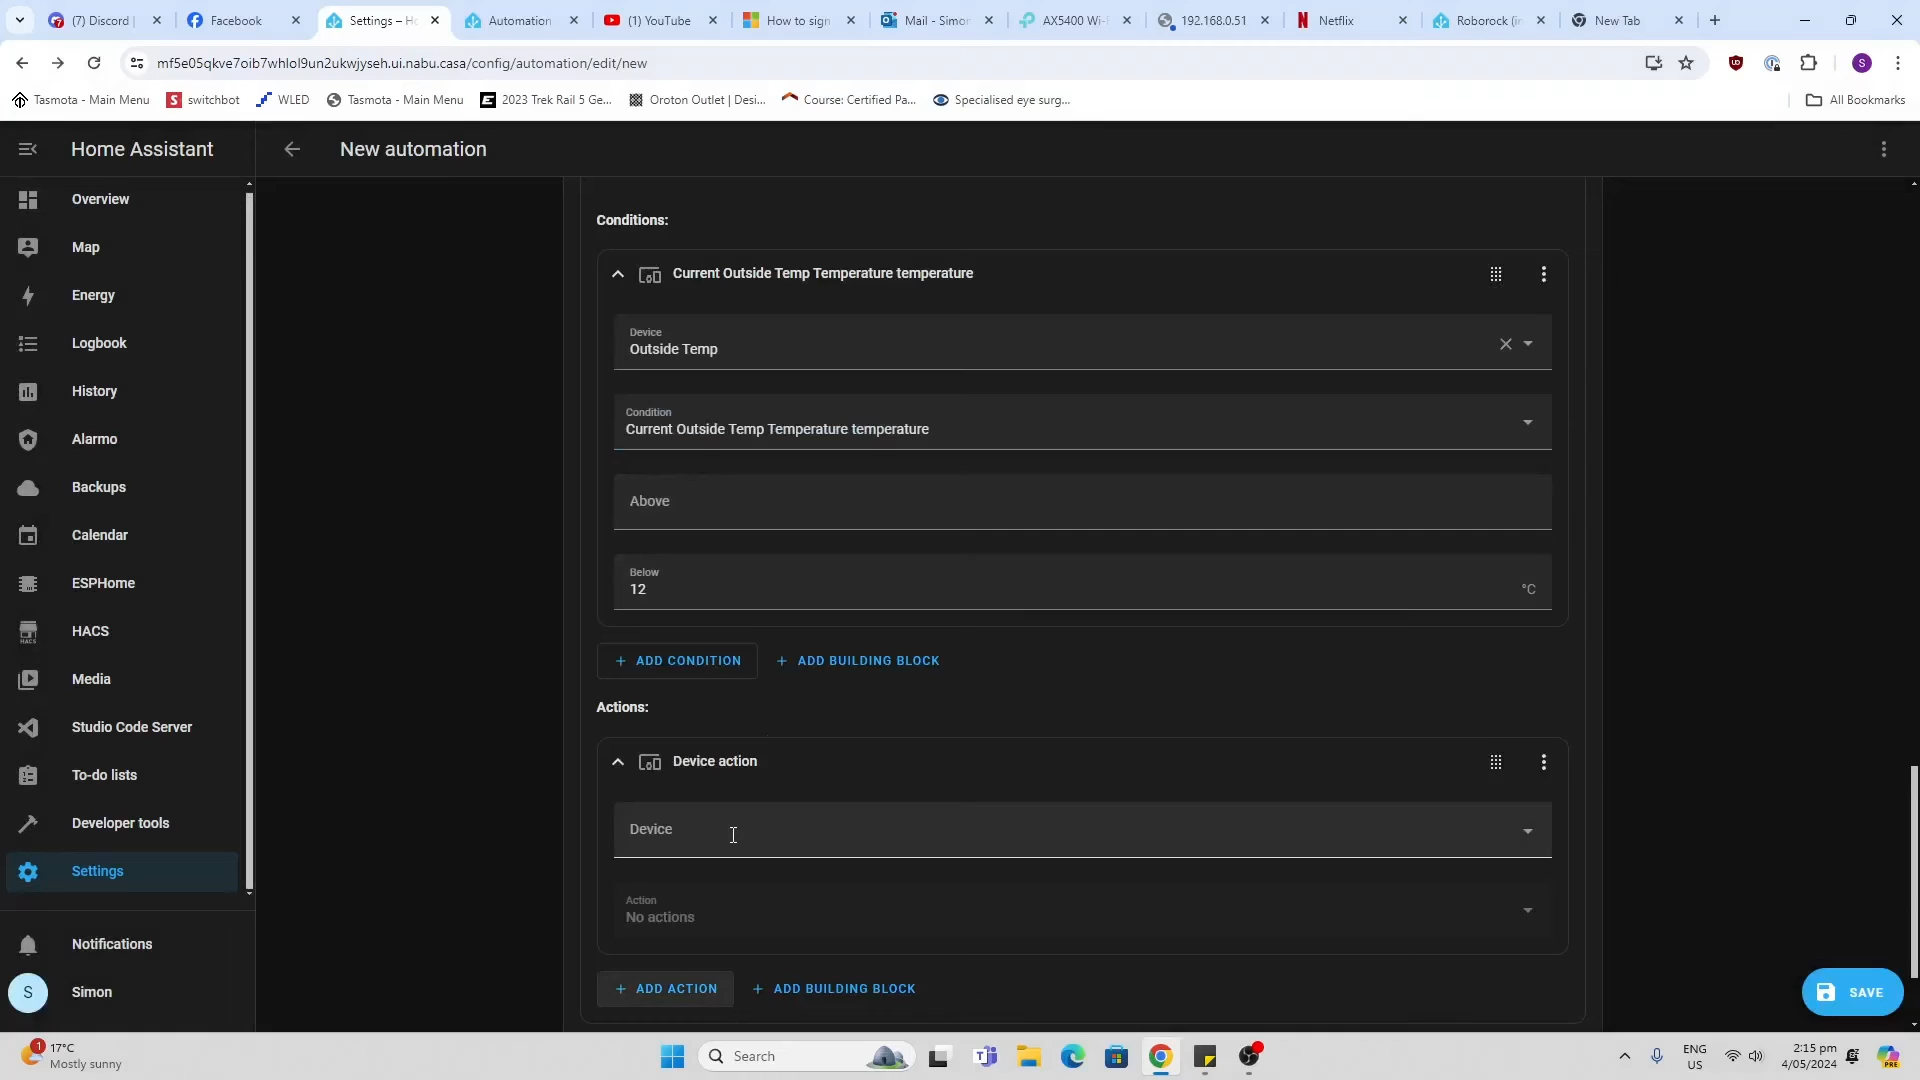 (7) Discord |
Facebook
Settings – Ho
Automation
(1) YouTube
How to sign
Mail - Simon
AX5400 Wi-F
192.168.0.51
Netflix
Roborock (in
New Tab
mf5e05qkve7oib7whlol9un2ukwjyseh.ui.nabu.casa/config/automation/edit/new
S
Tasmota - Main Menu
switchbot
WLED
Tasmota - Main Menu
2023 Trek Rail 5 Ge...
Oroton Outlet | Desi...
Course: Certified Pa...
Specialised eye surg...
All Bookmarks
Home Assistant
New automation
Overview
Map
Energy
Logbook
History
Alarmo
Backups
Calendar
ESPHome
HACS
Media
Studio Code Server
To-do lists
Developer tools
Settings
Notifications
S
Simon
Conditions:
Current Outside Temp Temperature temperature
Device
Outside Temp
Condition
Current Outside Temp Temperature temperature
Above
Below
12
°C
ADD CONDITION
ADD BUILDING BLOCK
Actions:
Device action
Device
Action
No actions
ADD ACTION
ADD BUILDING BLOCK
SAVE
1
17°C
Mostly sunny
Search
ENG
US
2:15 pm
4/05/2024
PRE